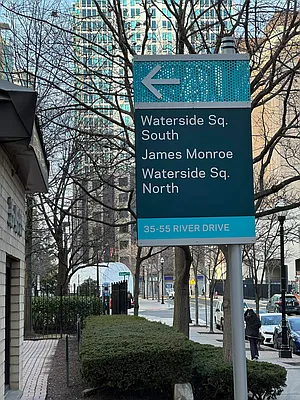 Waterside Sq.
South
James Monroe
Waterside Sq.
North
35-55 RIVER DRIVE